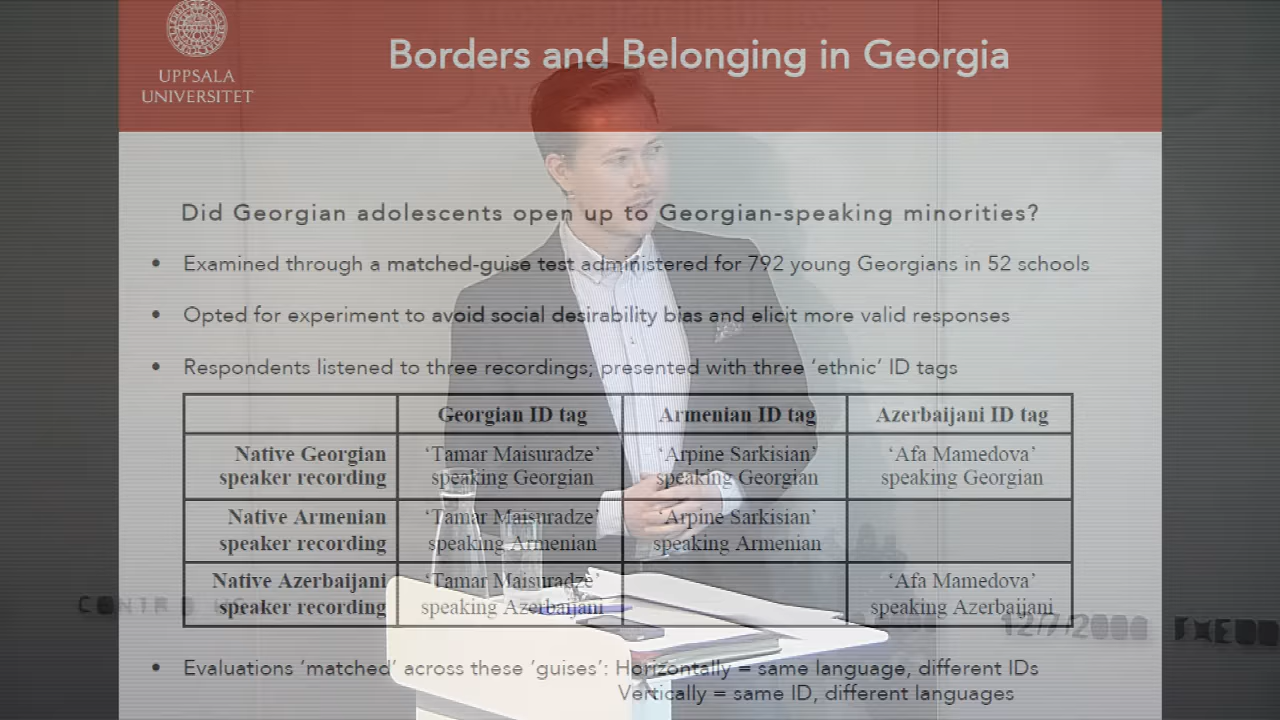 UPPSALA
UNIVERSITET
Borders and Belonging in Georgia
Did Georgian adolescents open up to Georgian-speaking minorities?
• Examined through a matched-guise test administered for 792 young Georgians in 52 schools
• Opted for experiment to avoid social desirability bias and elicit more valid responses
• Respondents listened to three recordings; presented with three ‘ethnic’ ID tags
Georgian ID tag Armenian ID tag Azerbaijani ID tag
Native Georgian ‘Tamar Maisuradze’ ‘Arpine Sarkisian’ ‘Afa Mamedova’
speaker recording speaking Georgian speaking Georgian speaking Georgian
Native Armenian ‘Tamar Maisuradze’ ‘Arpine Sarkisian’
speaker recording speaking Armenian speaking Armenian
Native Azerbaijani ‘Tamar Maisuradze’ ‘Afa Mamedova’
speaker recording speaking Azerbaijani speaking Azerbaijani
• Evaluations ‘matched’ across these ‘guises’: Horizontally = same language, different IDs
Vertically = same ID, different languages